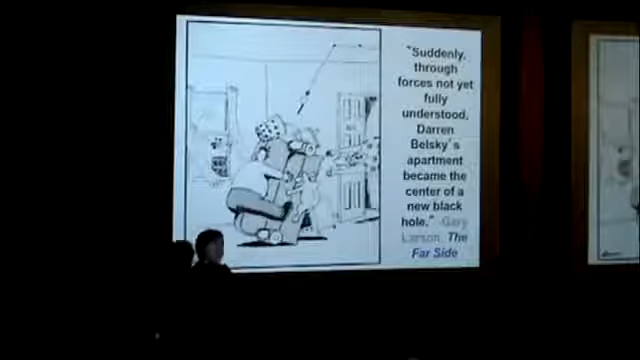 "Suddenly,
through
forces not yet
fully
understood,
Darren
Belsky's
apartment
became the
center of a
new black
hole." -Gary
Larson, The
Far Side